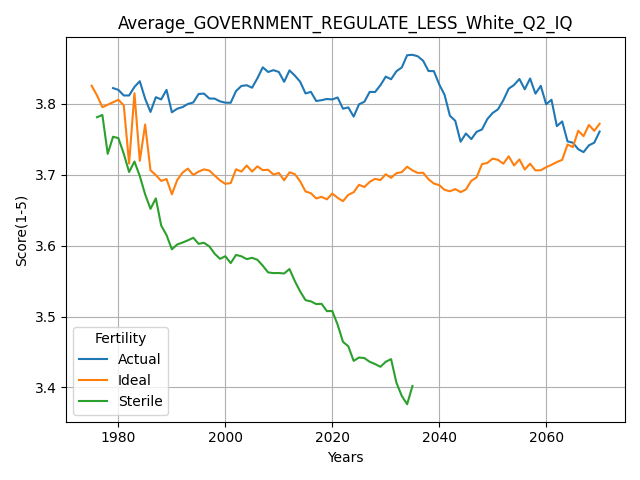 Average_GOVERNMENT_REGULATE_LESS_White_Q2_IQ
Score(1-5)
3.8
3.7
3.6
3.5
3.4
Fertility
Actual
Ideal
Sterile
1980 2000 2020 2040 2060
Years